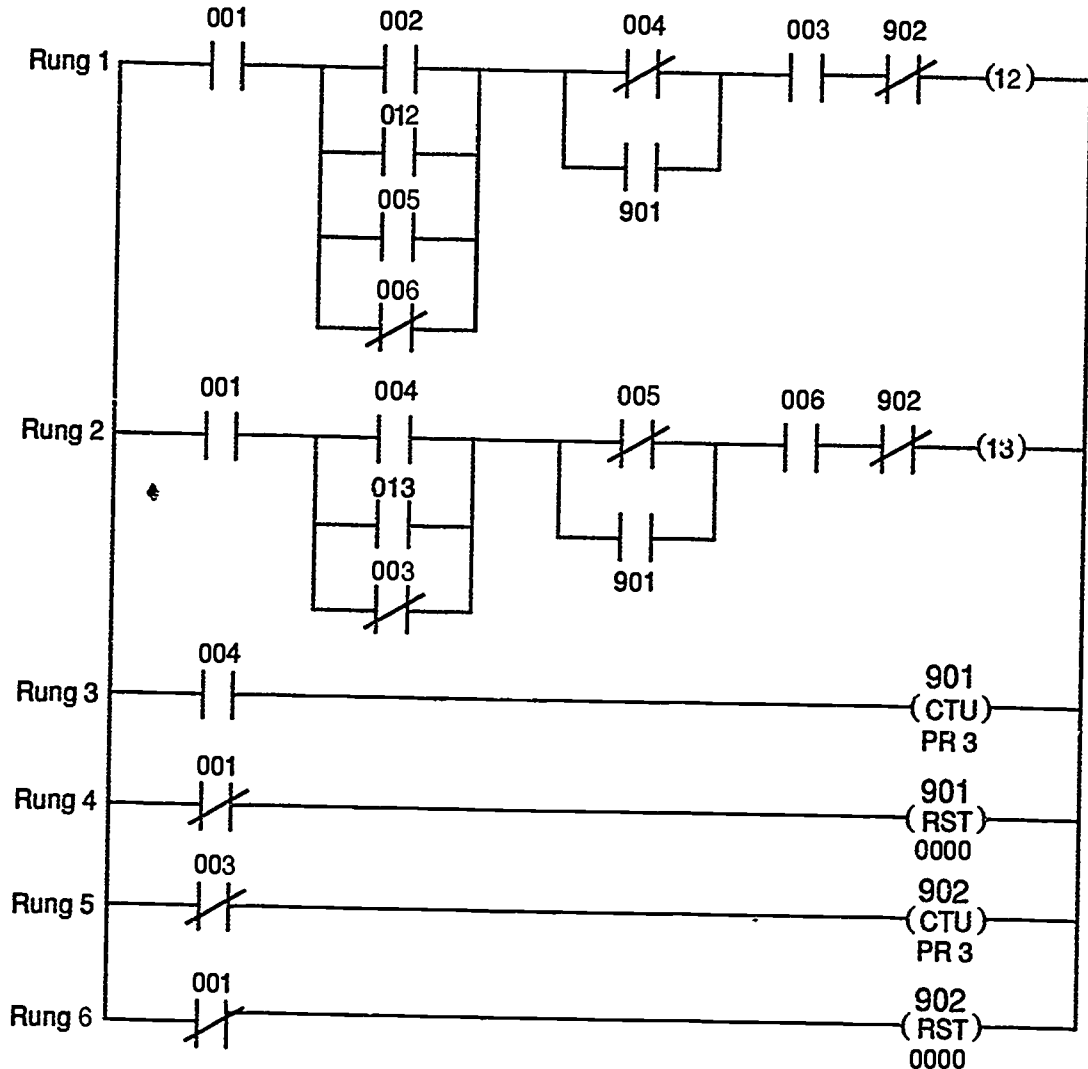 001 002 004 003 902
Rung 1 (12)
012
005
901
006
001 004 005 006 902
Rung 2 (13)
013
003
901
004 901
Rung 3 (CTU)
PR 3
001 901
Rung 4 (RST)
0000
003 902
Rung 5 (CTU)
PR 3
001 902
Rung 6 (RST)
0000